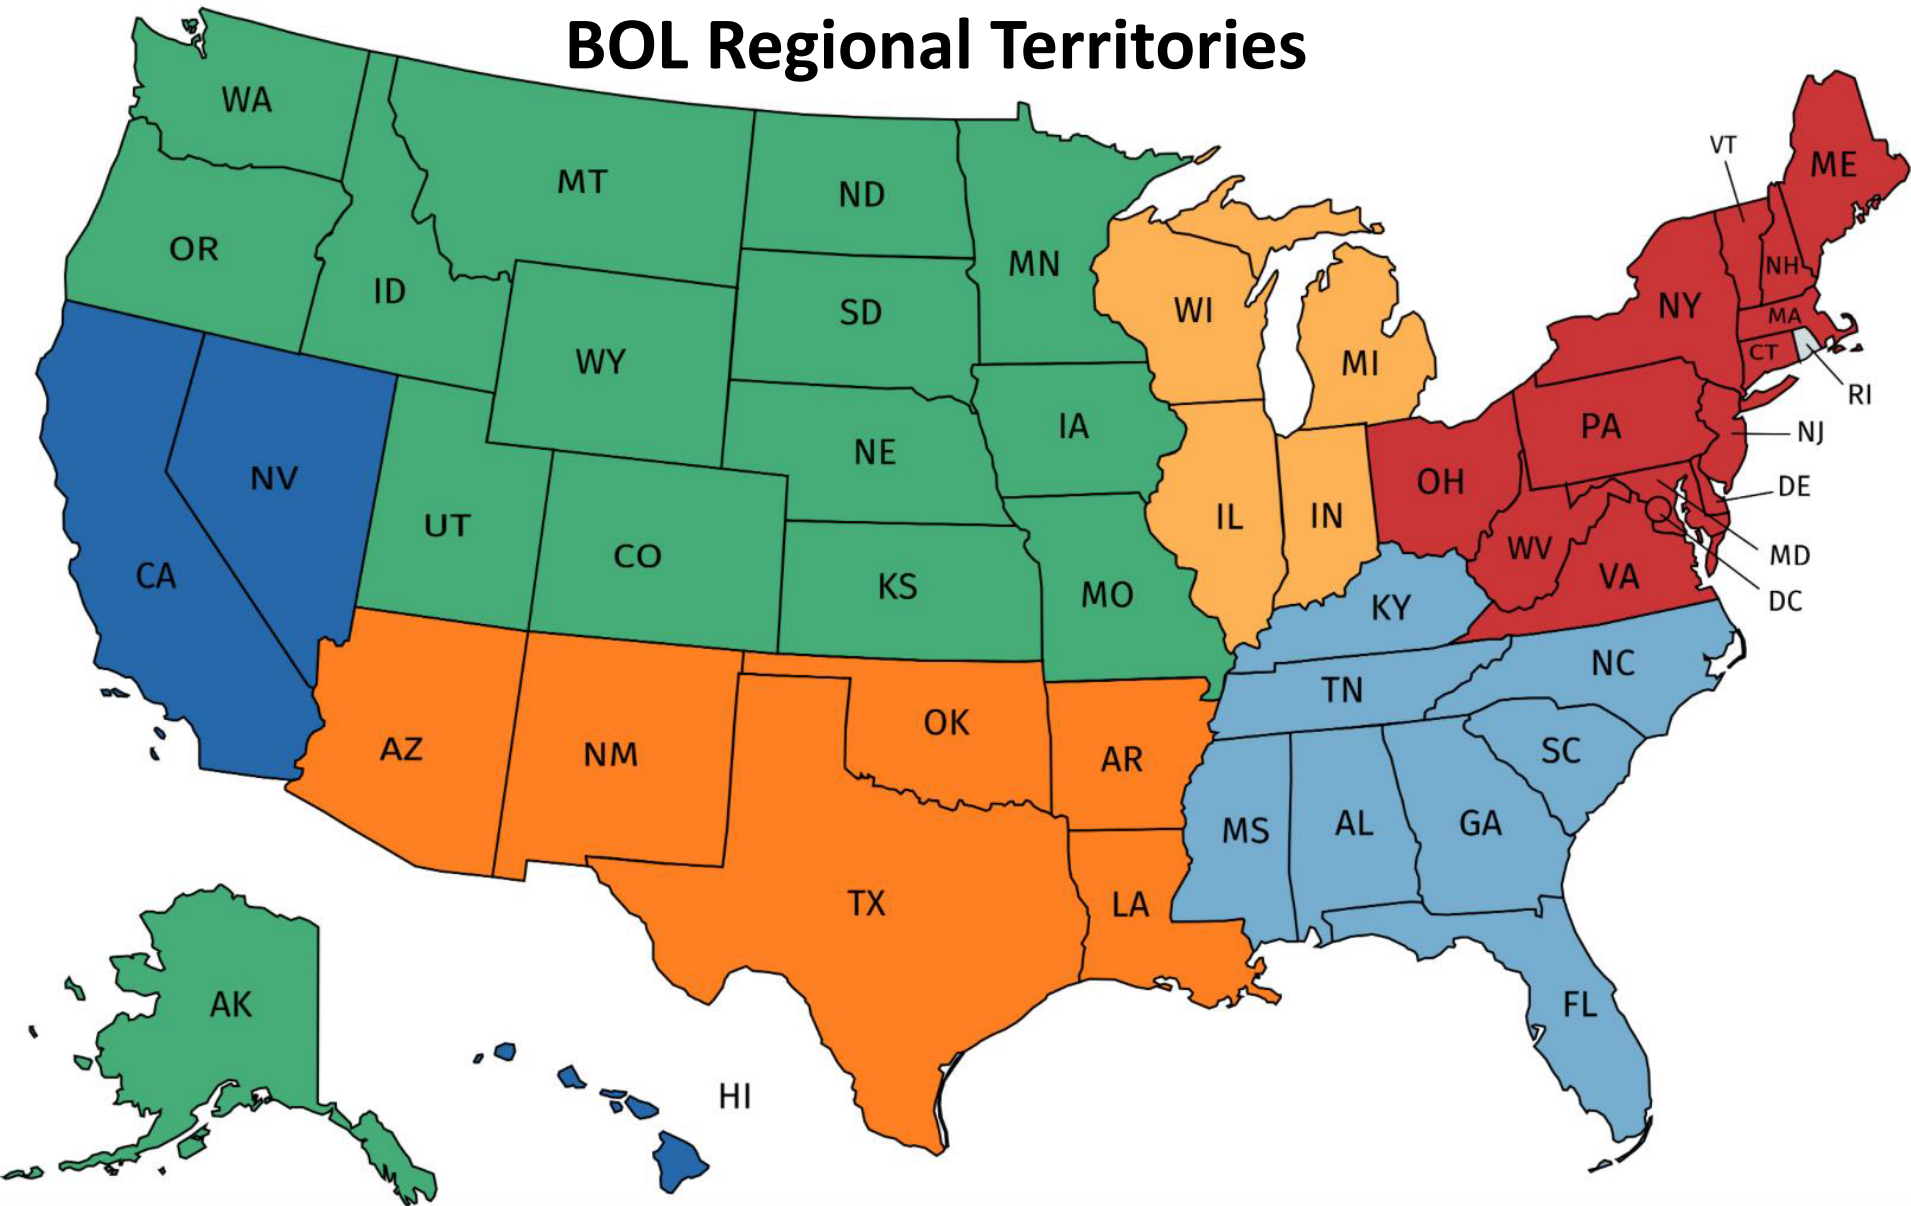 BOL Regional Territories
WA
MT
ND
MN
OR
ID
WY
SD
WI
MI
VT
ME
NH
NY
MA
CT
RI
NV
UT
CO
NE
IA
IL
IN
OH
PA
NJ
DE
MD
DC
WV
VA
CA
KS
MO
KY
AZ
NM
OK
AR
TN
NC
SC
TX
LA
MS
AL
GA
FL
AK
HI